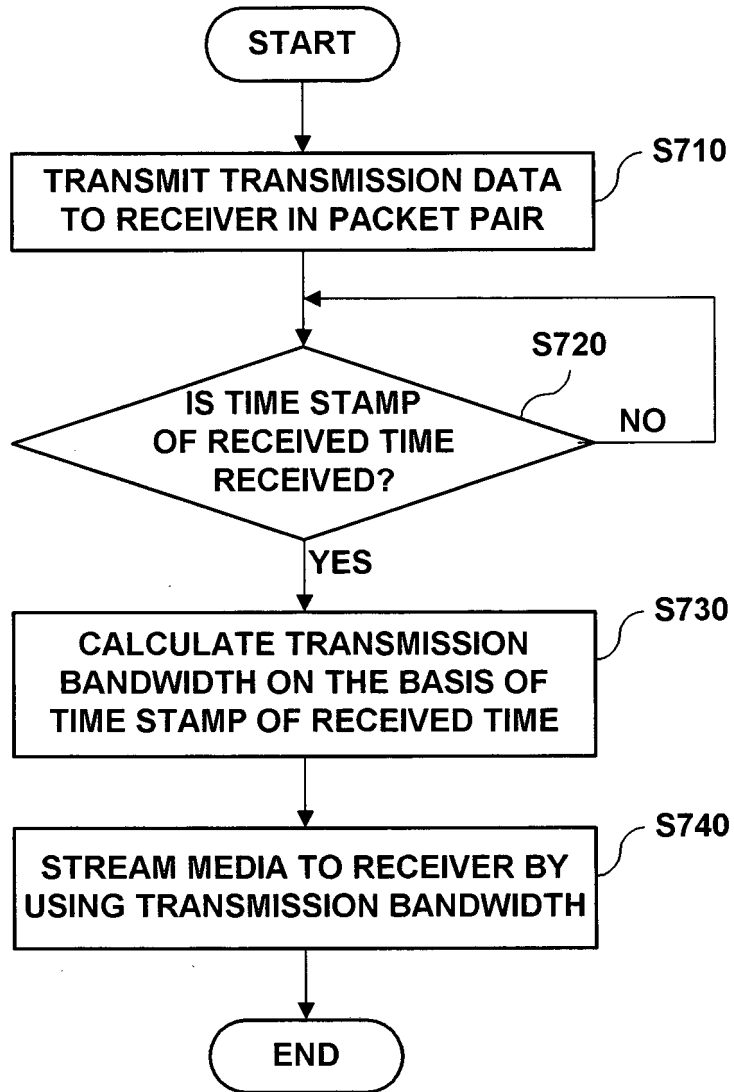 START
S710
TRANSMIT TRANSMISSION DATA
TO RECEIVER IN PACKET PAIR
S720
IS TIME STAMP
OF RECEIVED TIME
RECEIVED?
NO
YES
S730
CALCULATE TRANSMISSION
BANDWIDTH ON THE BASIS OF
TIME STAMP OF RECEIVED TIME
S740
STREAM MEDIA TO RECEIVER BY
USING TRANSMISSION BANDWIDTH
END